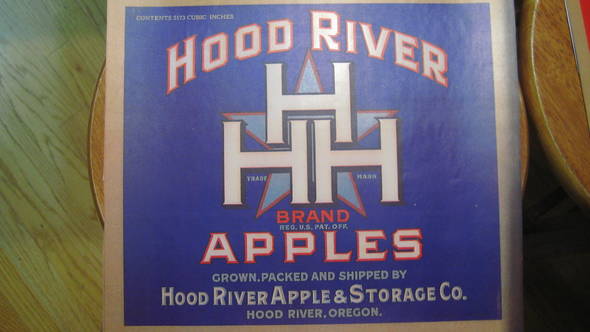 CONTENTS 2173 CUBIC INCHES
HOOD RIVER
H
HH
TRADE MARK
BRAND
REG. U.S. PAT. OFF.
APPLES
GROWN, PACKED AND SHIPPED BY
HOOD RIVER APPLE & STORAGE CO.
HOOD RIVER, OREGON.